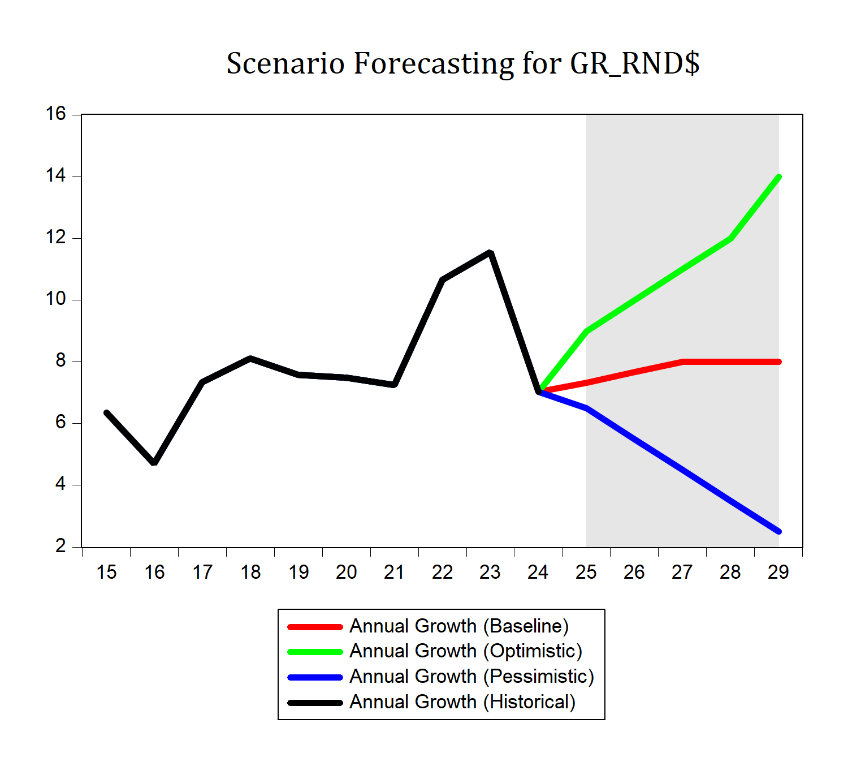 Scenario Forecasting for GR_RND$
16
14
12
10
8
6
4
2
15 16 17 18 19 20 21 22 23 24 25 26 27 28 29
Annual Growth (Baseline)
Annual Growth (Optimistic)
Annual Growth (Pessimistic)
Annual Growth (Historical)